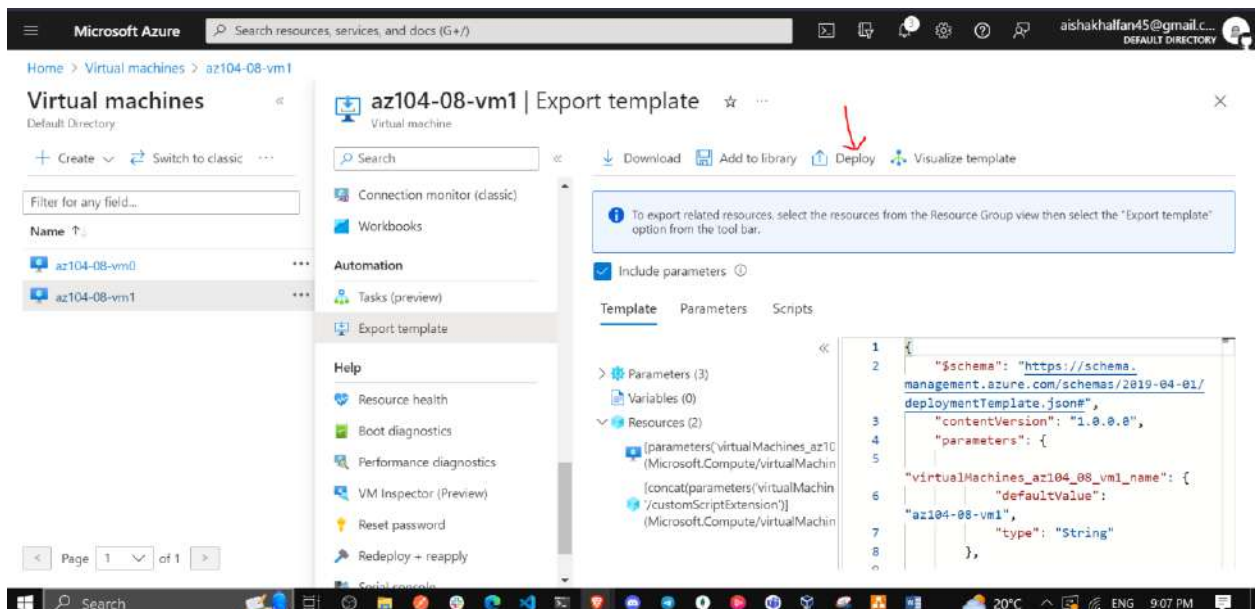 Microsoft Azure
Search resources, services, and docs (G+/)
3
aishakhalfan45@gmail.c...
DEFAULT DIRECTORY
Home > Virtual machines > az104-08-vm1
Virtual machines
Default Directory
+ Create
Switch to classic
...
Filter for any field...
Name ↑
az104-08-vm0
...
az104-08-vm1
...
< Page 1 of 1 >
az104-08-vm1 | Export template
Virtual machine
Search
Connection monitor (classic)
Workbooks
Automation
Tasks (preview)
Export template
Help
Resource health
Boot diagnostics
Performance diagnostics
VM Inspector (Preview)
Reset password
Redeploy + reapply
Serial console
Download Add to library Deploy Visualize template
To export related resources, select the resources from the Resource Group view then select the "Export template"
option from the tool bar.
Include parameters
Template Parameters Scripts
Parameters (3)
Variables (0)
Resources (2)
[parameters('virtualMachines_az10
(Microsoft.Compute/virtualMachin
[concat(parameters('virtualMachin
'/customScriptExtension')]
(Microsoft.Compute/virtualMachin
1 {
2 "$schema": "https://schema.
management.azure.com/schemas/2019-04-01/
deploymentTemplate.json#",
3 "contentVersion": "1.0.0.0",
4 "parameters": {
5
"virtualMachines_az104_08_vm1_name": {
6 "defaultValue":
"az104-08-vm1",
7 "type": "String"
8 },
Search
20°C ENG 9:07 PM